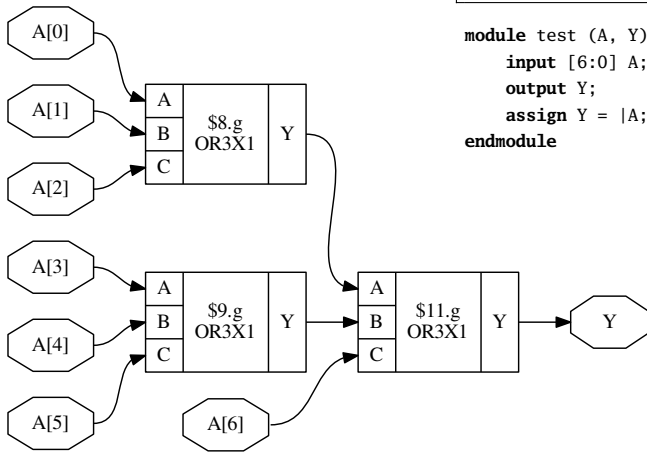 A[0]
A[1]
A[2]
A[3]
A[4]
A[5]
A[6]
A
B
C
$8.g
OR3X1
Y
A
B
C
$9.g
OR3X1
Y
A
B
C
$11.g
OR3X1
Y
Y
module test (A, Y)
input [6:0] A;
output Y;
assign Y = |A;
endmodule